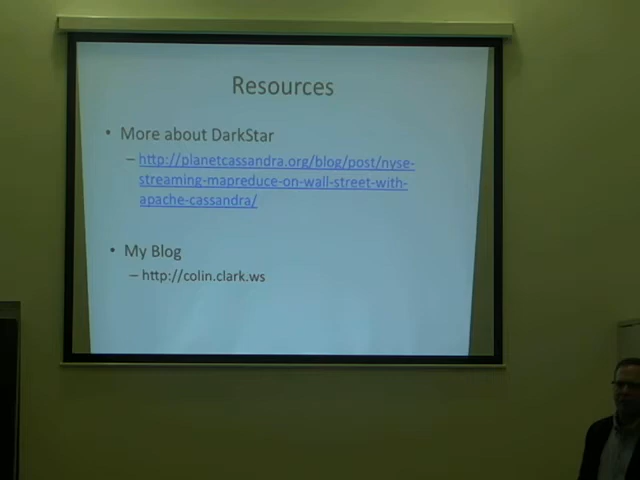 Resources
• More about DarkStar
– http://planetcassandra.org/blog/post/nyse-
streaming-mapreduce-on-wall-street-with-
apache-cassandra/
• My Blog
– http://colin.clark.ws